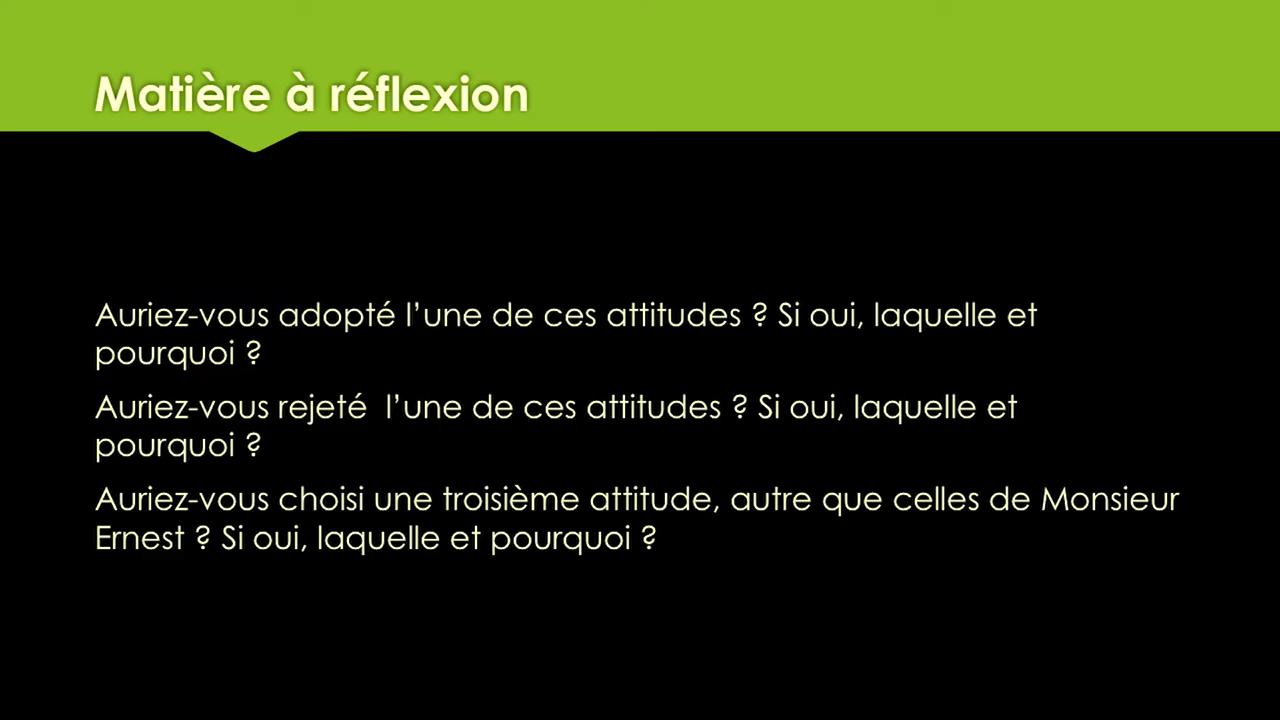 Matière à réflexion
Auriez-vous adopté l’une de ces attitudes ? Si oui, laquelle et
pourquoi ?
Auriez-vous rejeté  l’une de ces attitudes ? Si oui, laquelle et
pourquoi ?
Auriez-vous choisi une troisième attitude, autre que celles de Monsieur
Ernest ? Si oui, laquelle et pourquoi ?